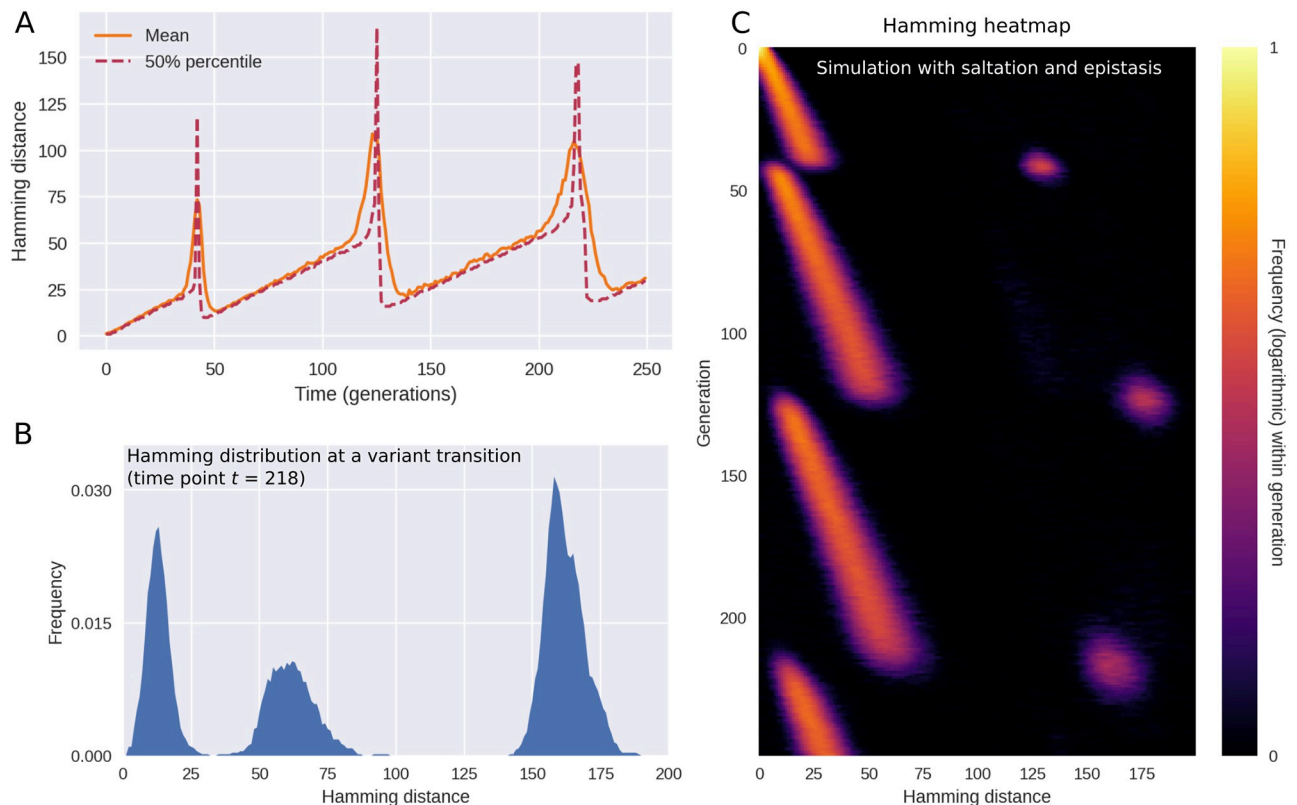 A
Mean
50% percentile
Hamming distance
150
125
100
75
50
25
0
0
50
100
150
200
250
Time (generations)
B
Hamming distribution at a variant transition
(time point t = 218)
Frequency
0.030
0.015
0.000
0
25
50
75
100
125
150
175
200
Hamming distance
C
Hamming heatmap
Simulation with saltation and epistasis
Generation
0
50
100
150
200
0
25
50
75
100
125
150
175
Hamming distance
1
0
Frequency (logarithmic) within generation